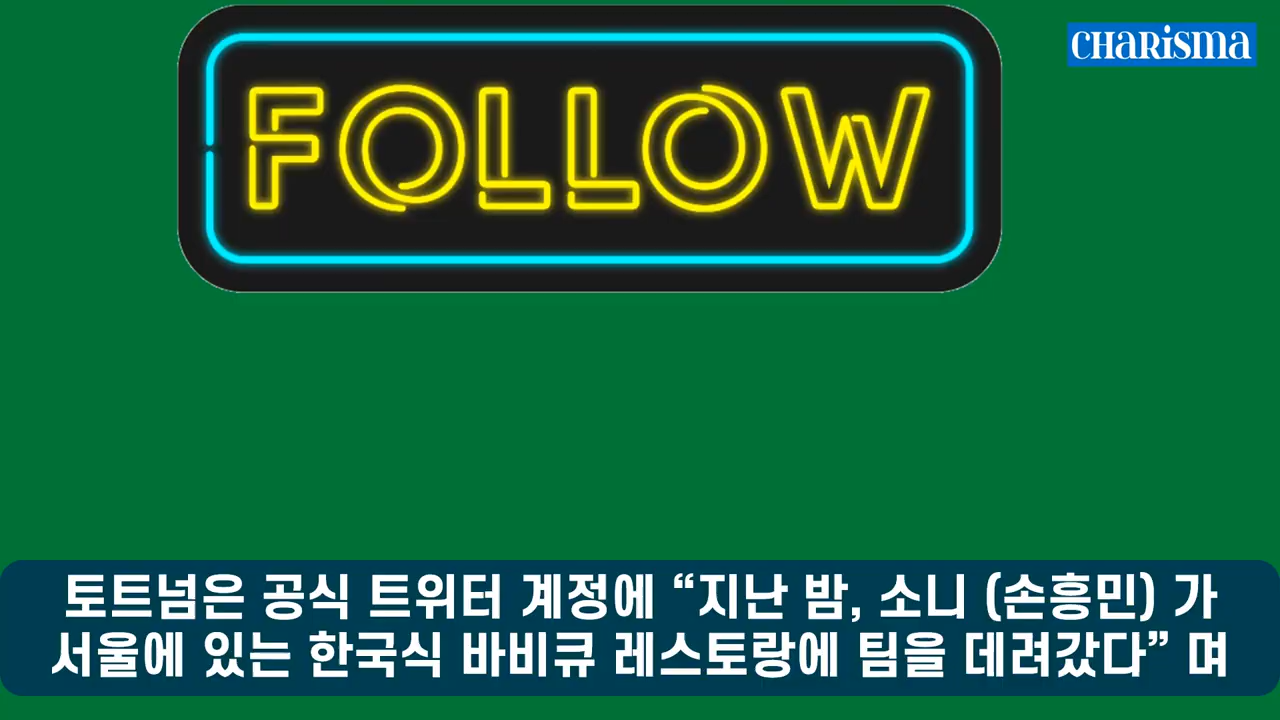 FOLLOW
CHARiSMA
토트넘은 공식 트위터 계정에 “지난 밤, 소니 (손흥민) 가
서울에 있는 한국식 바비큐 레스토랑에 팀을 데려갔다” 며